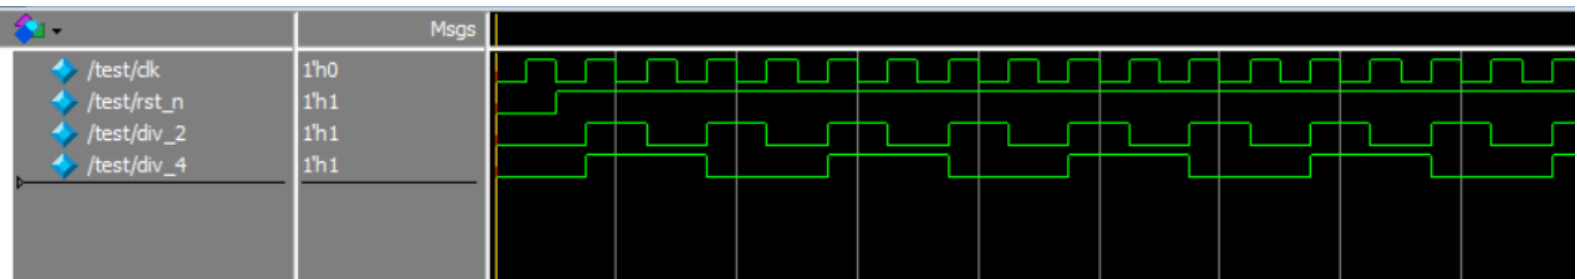 Msgs
/test/clk 1'h0
/test/rst_n 1'h1
/test/div_2 1'h1
/test/div_4 1'h1